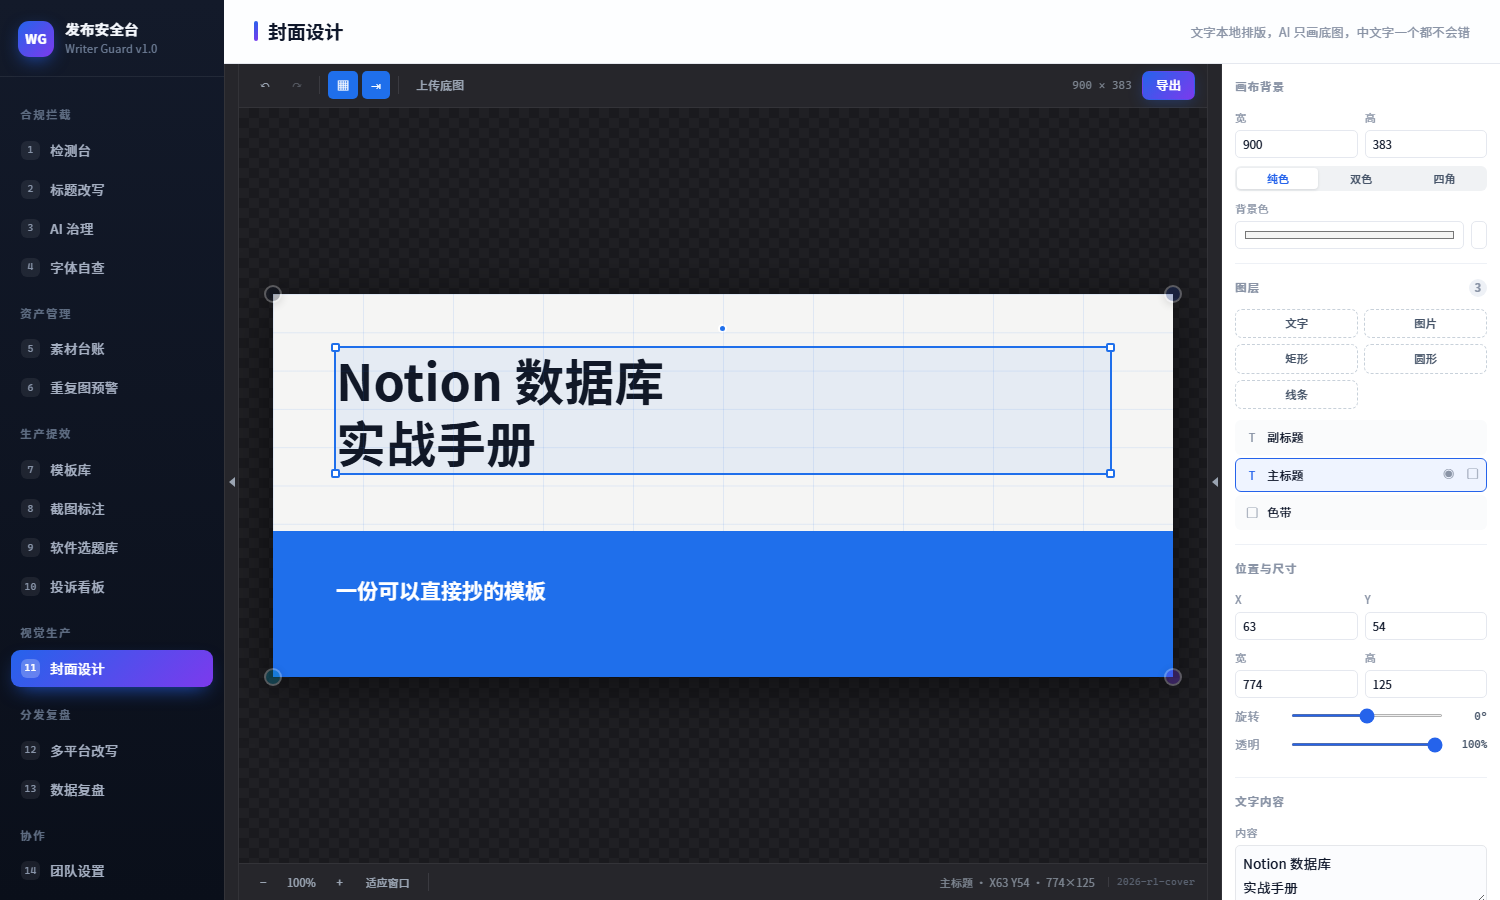 WG
发布安全台
Writer Guard v1.0
合规拦截
1 检测台
2 标题改写
3 AI 治理
4 字体自查
资产管理
5 素材台账
6 重复图预警
生产提效
7 模板库
8 截图标注
9 软件选题库
10 投诉看板
视觉生产
11 封面设计
分发复盘
12 多平台改写
13 数据复盘
协作
14 团队设置
封面设计
文字本地排版，AI 只画底图，中文字一个都不会错
上传底图
900 × 383
导出
Notion 数据库
实战手册
一份可以直接抄的模板
− 100% + 适应窗口
主标题 · X63 Y54 · 774×125
2026-r1-cover
画布背景
宽 高
900 383
纯色 双色 四角
背景色
图层 3
文字 图片
矩形 圆形
线条
T 副标题
T 主标题
色带
位置与尺寸
X Y
63 54
宽 高
774 125
旋转 0°
透明 100%
文字内容
内容
Notion 数据库
实战手册